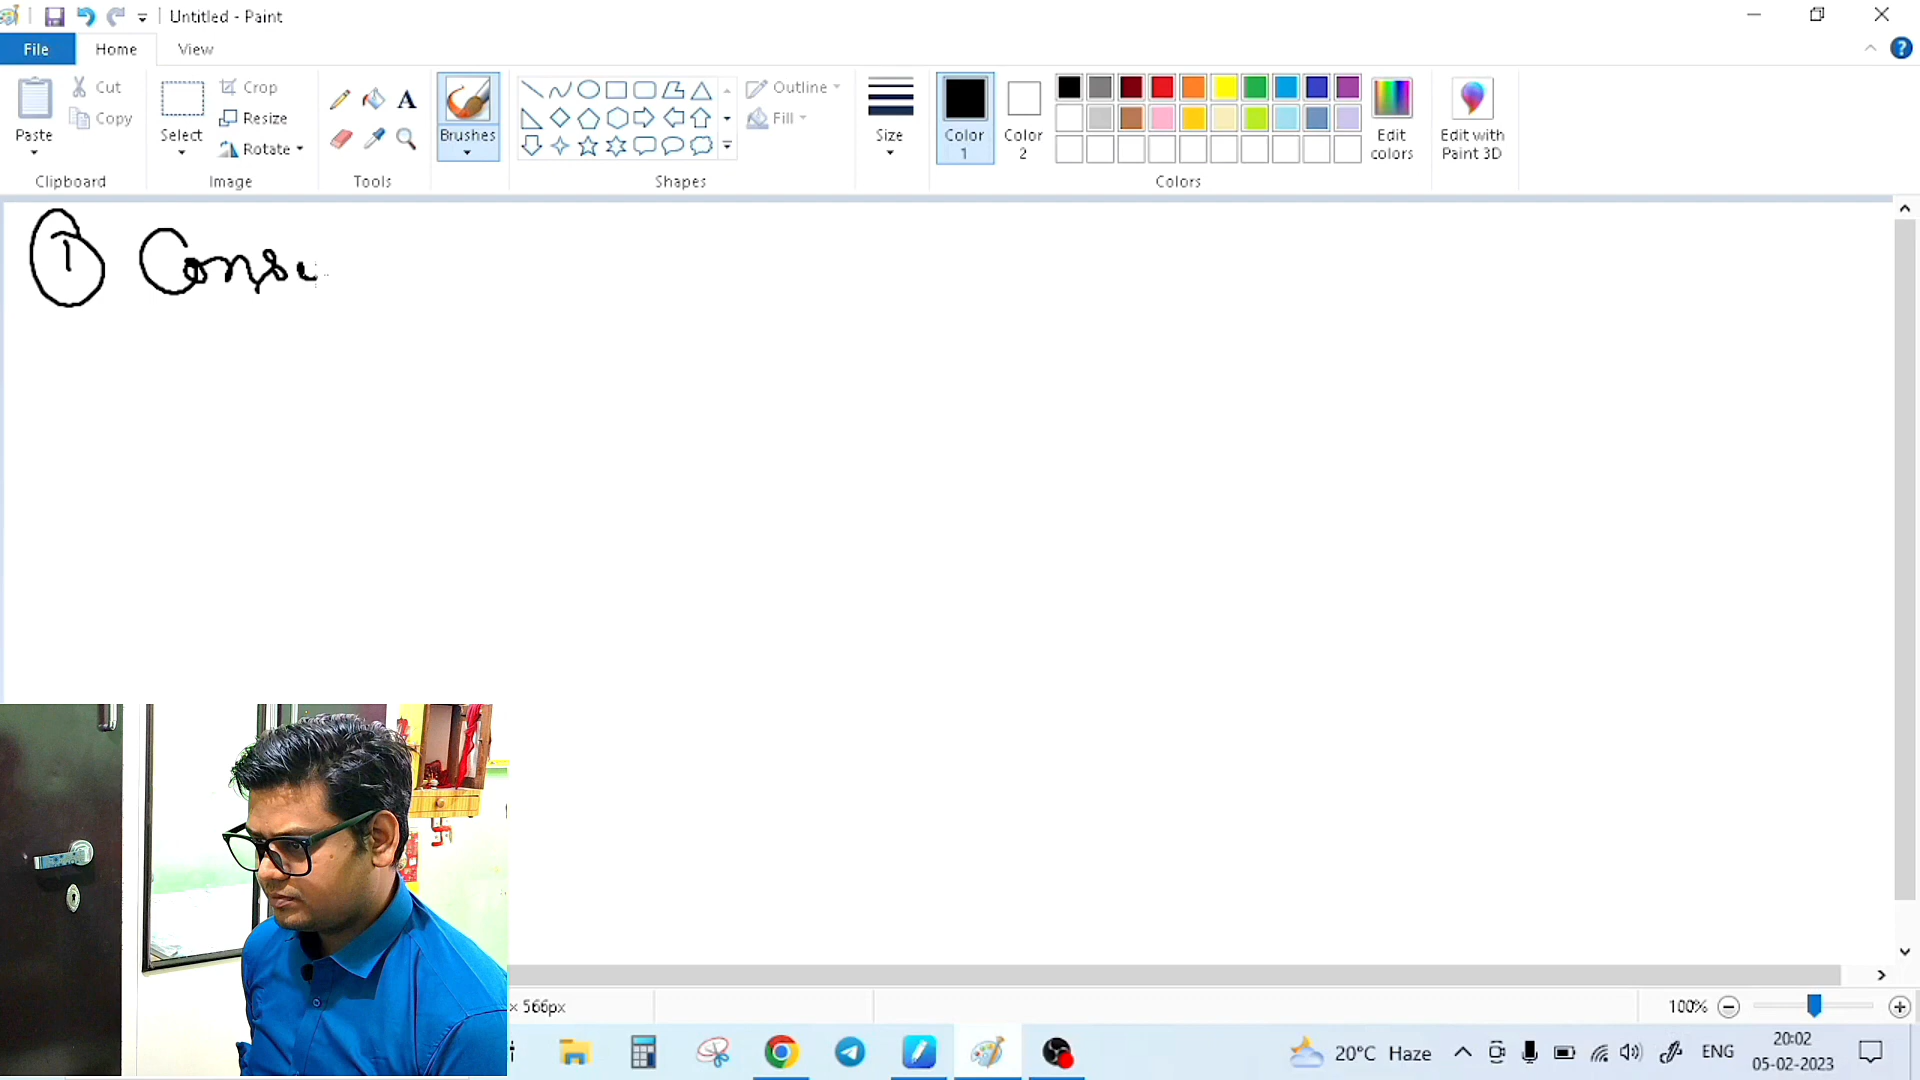 Untitled - Paint
File Home View
Paste
Cut
Copy
Clipboard
Select
Crop
Resize
Rotate
Image
A
Tools
Brushes
Shapes
Outline
Fill
Size
Color 1
Color 2
Colors
Edit colors
Edit with Paint 3D
① Cons
× 566px
100%
20°C Haze
ENG
20:02
05-02-2023